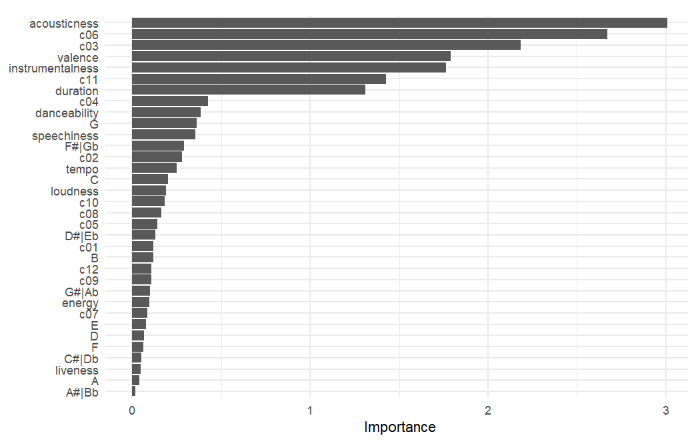 acousticness
c06
c03
valence
instrumentalness
c11
duration
c04
danceability
G
speechiness
F#|Gb
c02
tempo
C
loudness
c10
c08
c05
D#|Eb
c01
B
c12
c09
G#|Ab
energy
c07
E
D
F
C#|Db
liveness
A
A#|Bb
0 1 2 3
Importance